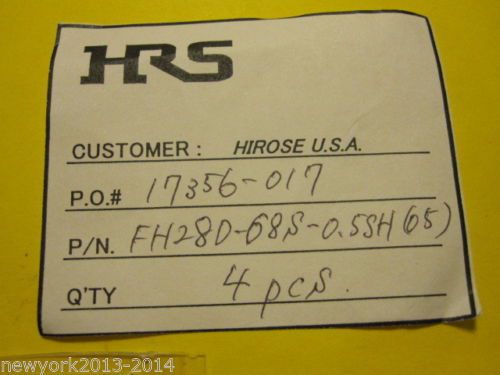 HRS
CUSTOMER : HIROSE U.S.A.
P.O.# 17356-017
P/N. FH28D-68S-0.5SH(05)
Q'TY 4 pcs.
newyork2013-2014